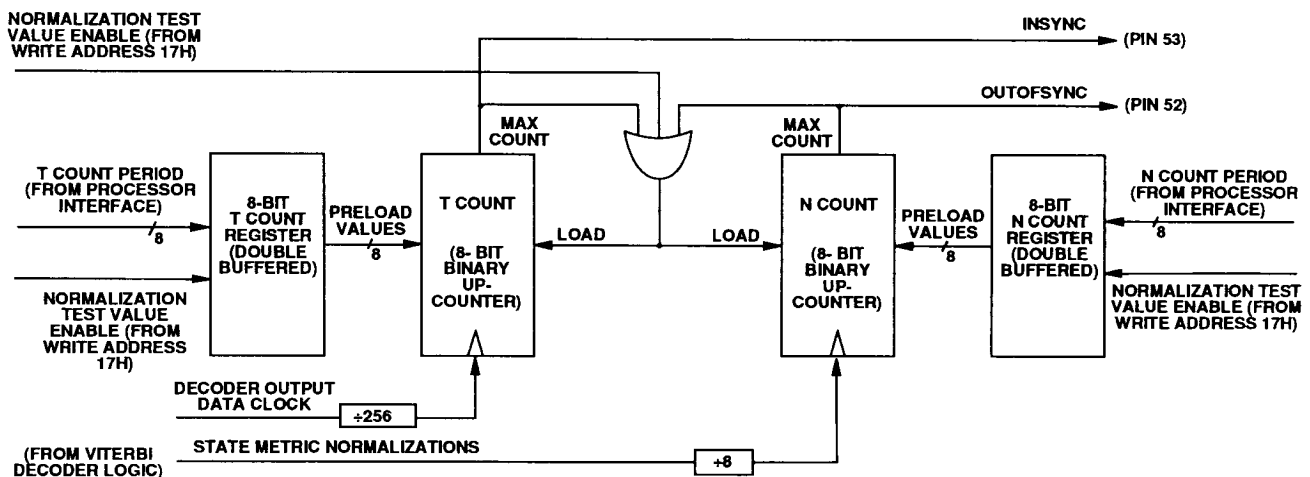 NORMALIZATION TEST
VALUE ENABLE (FROM
WRITE ADDRESS 17H)
INSYNC
(PIN 53)
OUTOFSYNC
(PIN 52)
MAX
COUNT
MAX
COUNT
T COUNT PERIOD
(FROM PROCESSOR
INTERFACE)
8
8-BIT
T COUNT
REGISTER
(DOUBLE
BUFFERED)
PRELOAD
VALUES
8
T COUNT
(8- BIT
BINARY
UP-
COUNTER)
LOAD
LOAD
N COUNT
(8- BIT
BINARY
UP-
COUNTER)
PRELOAD
VALUES
8
8-BIT
N COUNT
REGISTER
(DOUBLE
BUFFERED)
N COUNT PERIOD
(FROM PROCESSOR
INTERFACE)
8
NORMALIZATION
TEST VALUE
ENABLE (FROM
WRITE ADDRESS
17H)
NORMALIZATION TEST
VALUE ENABLE (FROM
WRITE ADDRESS 17H)
DECODER OUTPUT
DATA CLOCK
÷256
(FROM VITERBI
DECODER LOGIC)
STATE METRIC NORMALIZATIONS
÷8